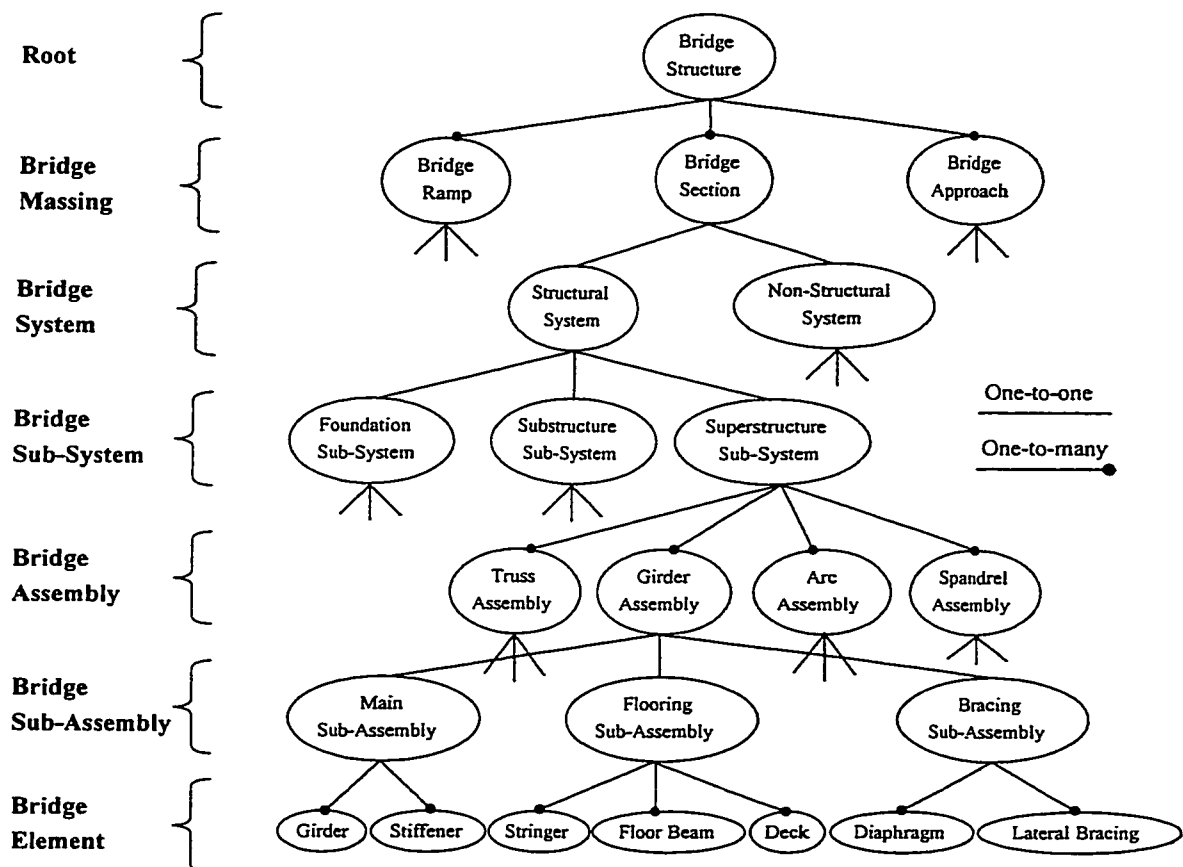 Root
Bridge
Structure
Bridge
Massing
Bridge
Ramp
Bridge
Section
Bridge
Approach
Bridge
System
Structural
System
Non-Structural
System
Bridge
Sub-System
Foundation
Sub-System
Substructure
Sub-System
Superstructure
Sub-System
One-to-one
One-to-many
Bridge
Assembly
Truss
Assembly
Girder
Assembly
Arc
Assembly
Spandrel
Assembly
Bridge
Sub-Assembly
Main
Sub-Assembly
Flooring
Sub-Assembly
Bracing
Sub-Assembly
Bridge
Element
Girder
Stiffener
Stringer
Floor Beam
Deck
Diaphragm
Lateral Bracing